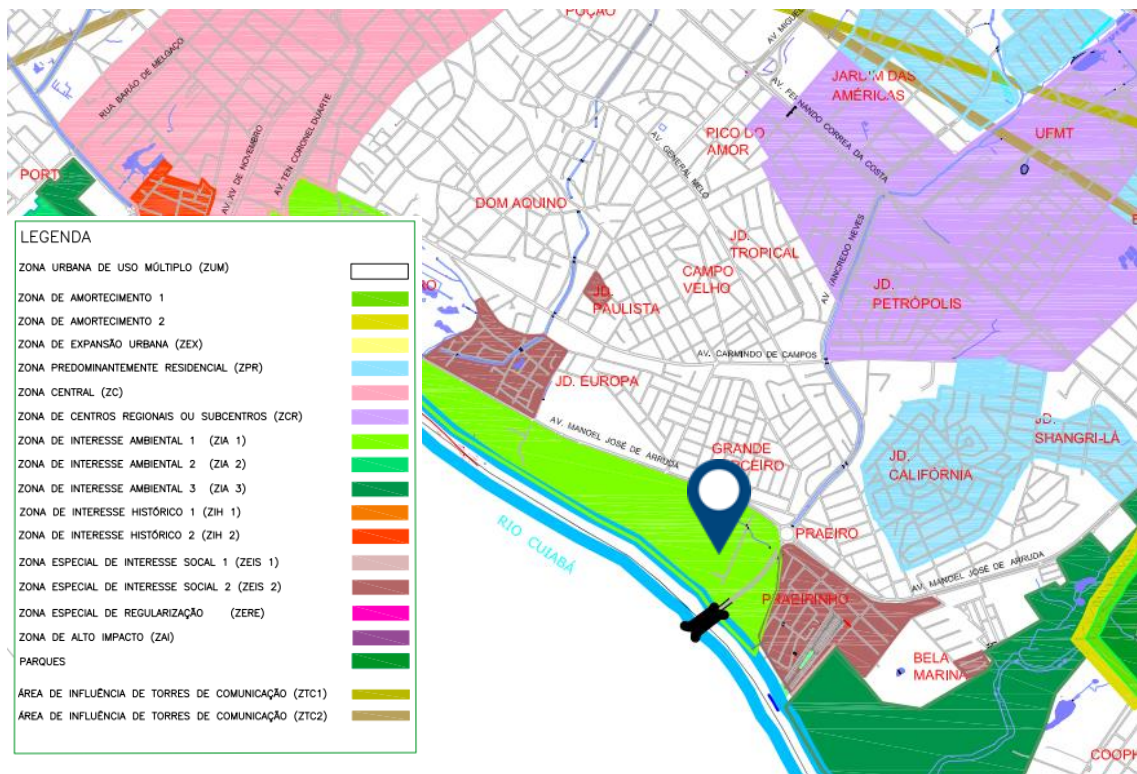 POÇÃO
AV. MIGUEL
RUA BARÃO DE MELGAÇO
JARDIM DAS
AMÉRICAS
AV. FERNANDO CORREA DA COSTA
UFMT
PICO DO
AMOR
AV. GENERAL MELO
PORTO
AV. XV DE NOVEMBRO
AV. TEN CORONEL DUARTE
DOM AQUINO
JD.
TROPICAL
CAMPO
VELHO
AV. TANCREDO NEVES
JD.
PETRÓPOLIS
JD.
PAULISTA
AV. CARMINDO DE CAMPOS
JD. EUROPA
AV. MANOEL JOSÉ DE ARRUDA
GRANDE
TERCEIRO
JD.
SHANGRI-LÁ
JD.
CALIFÓRNIA
RIO CUIABÁ
PRAEIRO
AV. MANOEL JOSÉ DE ARRUDA
PRAEIRINHO
BELA
MARINA
COOPH
LEGENDA
ZONA URBANA DE USO MÚLTIPLO (ZUM)
ZONA DE AMORTECIMENTO 1
ZONA DE AMORTECIMENTO 2
ZONA DE EXPANSÃO URBANA (ZEX)
ZONA PREDOMINANTEMENTE RESIDENCIAL (ZPR)
ZONA CENTRAL (ZC)
ZONA DE CENTROS REGIONAIS OU SUBCENTROS (ZCR)
ZONA DE INTERESSE AMBIENTAL 1 (ZIA 1)
ZONA DE INTERESSE AMBIENTAL 2 (ZIA 2)
ZONA DE INTERESSE AMBIENTAL 3 (ZIA 3)
ZONA DE INTERESSE HISTÓRICO 1 (ZIH 1)
ZONA DE INTERESSE HISTÓRICO 2 (ZIH 2)
ZONA ESPECIAL DE INTERESSE SOCAL 1 (ZEIS 1)
ZONA ESPECIAL DE INTERESSE SOCIAL 2 (ZEIS 2)
ZONA ESPECIAL DE REGULARIZAÇÃO (ZERE)
ZONA DE ALTO IMPACTO (ZAI)
PARQUES
ÁREA DE INFLUÊNCIA DE TORRES DE COMUNICAÇÃO (ZTC1)
ÁREA DE INFLUÊNCIA DE TORRES DE COMUNICAÇÃO (ZTC2)